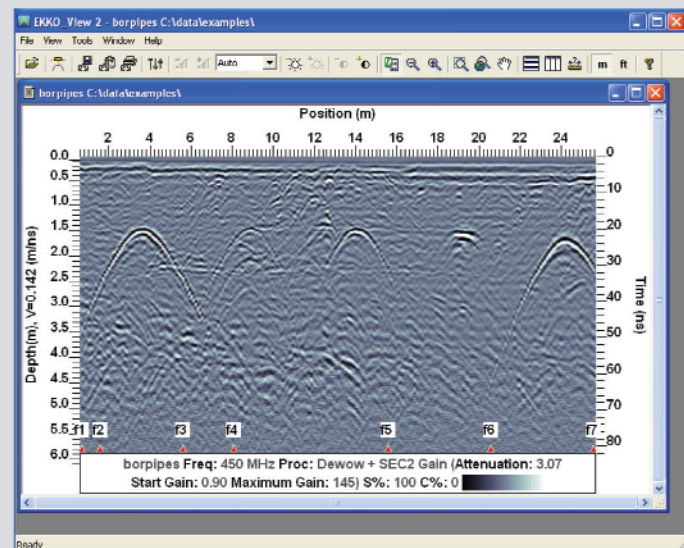 EKKO_View 2 - borpipes C:\data\examples\
File View Tools Window Help
Auto
m ft
borpipes C:\data\examples\
Position (m)
2 4 6 8 10 12 14 16 18 20 22 24
Depth(m), V=0.142 (m/ns)
0.0
0.5
1.0
1.5
2.0
2.5
3.0
3.5
4.0
4.5
5.0
5.5
6.0
0
10
20
30
40
50
60
70
80
Time (ns)
f1 f2 f3 f4 f5 f6 f7
borpipes Freq: 450 MHz Proc: Dewow + SEC2 Gain (Attenuation: 3.07
Start Gain: 0.90 Maximum Gain: 145) S%: 100 C%: 0
Ready